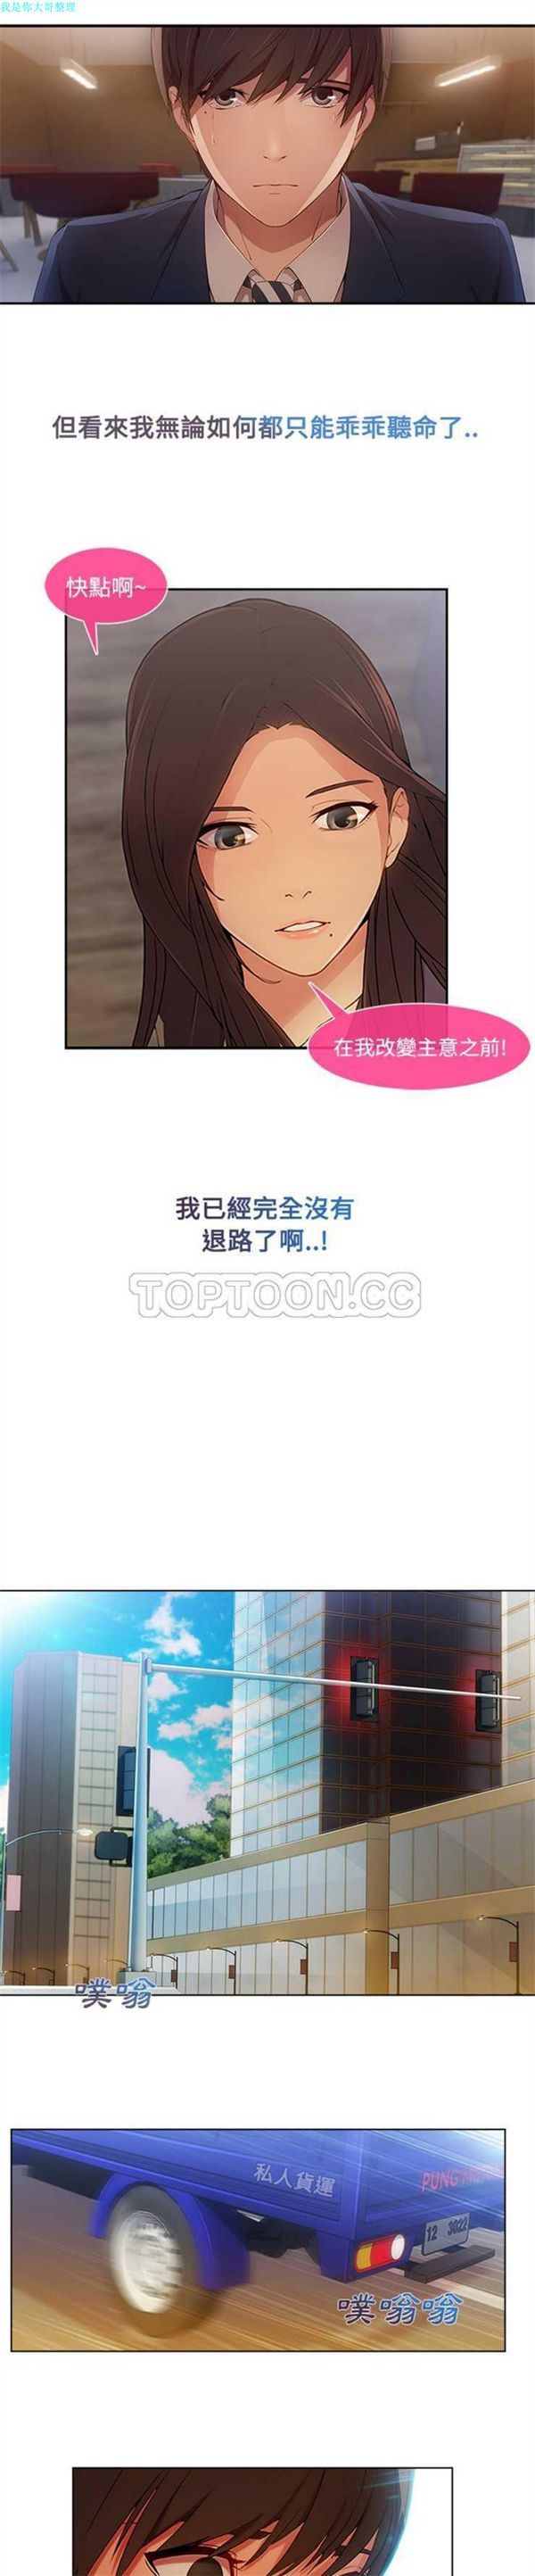 我是你大哥整理
但看來我無論如何都只能乖乖聽命了..
快點啊~
在我改變主意之前!
我已經完全沒有
退路了啊..!
TOPTOON.CC
噗嗡
私人貨運
PUNG MO
12 3022
噗嗡嗡